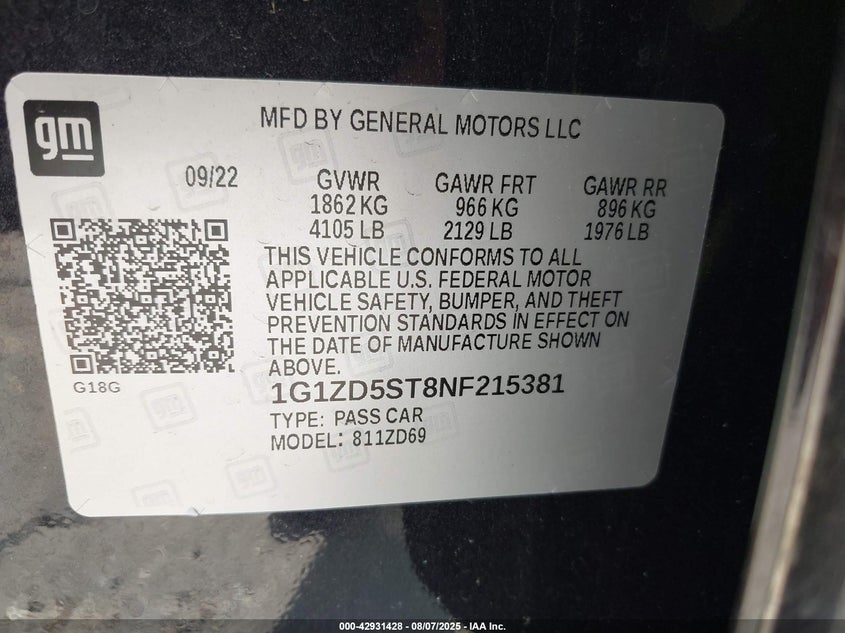 gm
MFD BY GENERAL MOTORS LLC
09/22 GVWR GAWR FRT GAWR RR
1862 KG 966 KG 896 KG
4105 LB 2129 LB 1976 LB
THIS VEHICLE CONFORMS TO ALL
APPLICABLE U.S. FEDERAL MOTOR
VEHICLE SAFETY, BUMPER, AND THEFT
PREVENTION STANDARDS IN EFFECT ON
THE DATE OF MANUFACTURE SHOWN
ABOVE.
G18G
1G1ZD5ST8NF215381
TYPE: PASS CAR
MODEL: 811ZD69
000-42931428 - 08/07/2025 - IAA Inc.